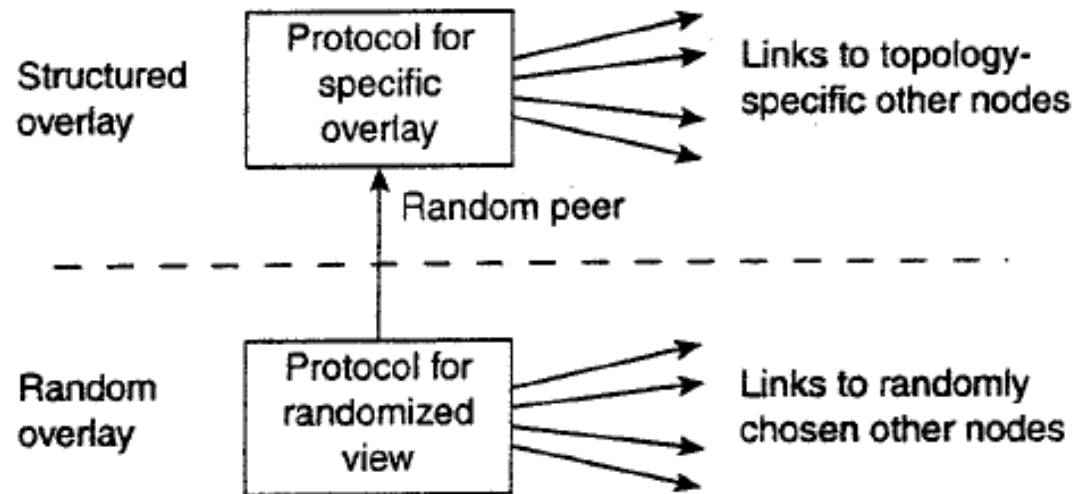 Structured
overlay
Protocol for
specific
overlay
Links to topology-
specific other nodes
Random peer
Random
overlay
Protocol for
randomized
view
Links to randomly
chosen other nodes